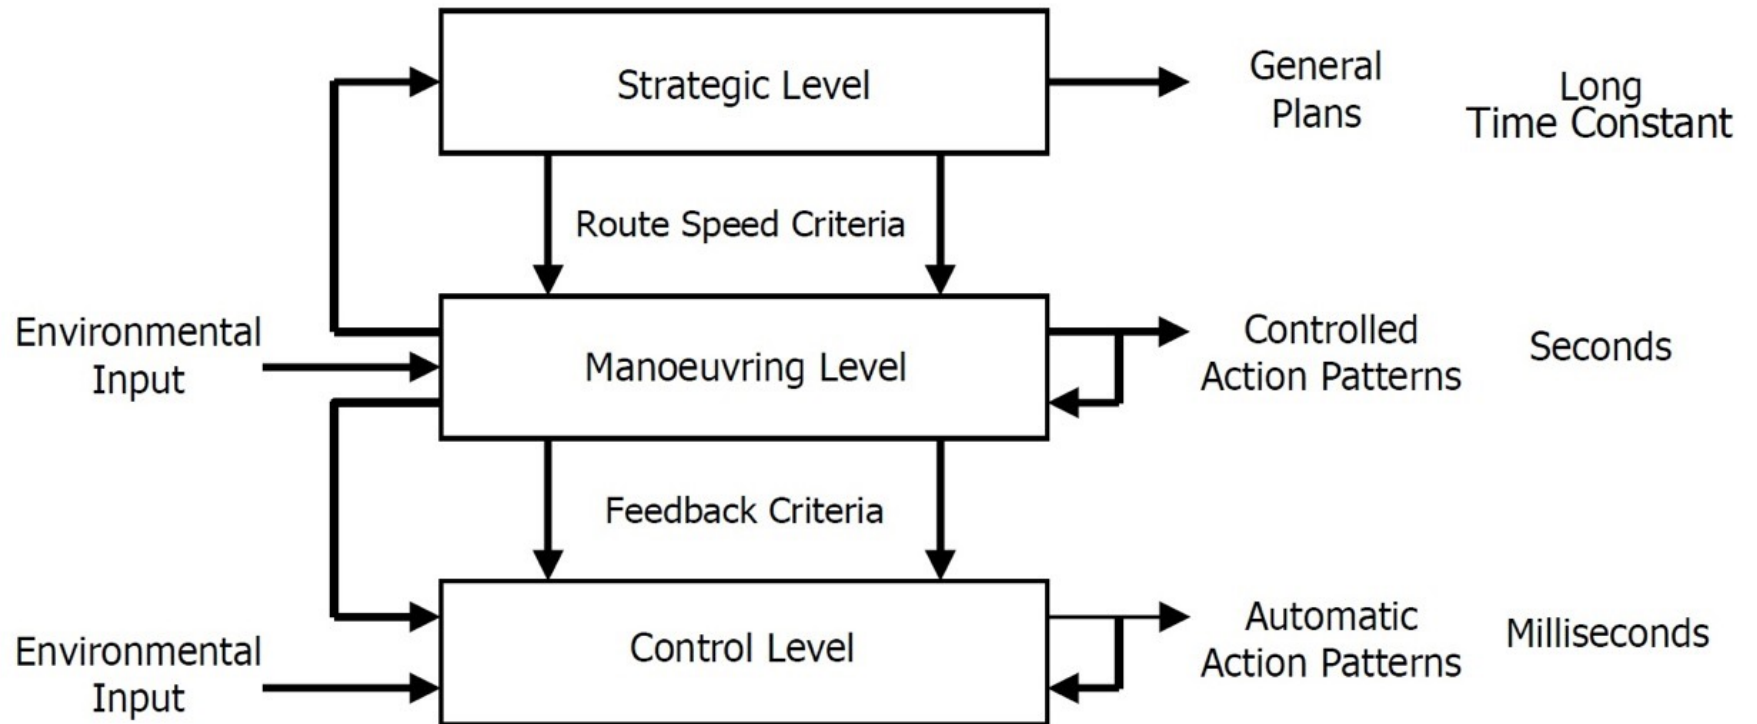 Strategic Level
General
Plans
Long
Time Constant
Route Speed Criteria
Environmental
Input
Manoeuvring Level
Controlled
Action Patterns
Seconds
Feedback Criteria
Environmental
Input
Control Level
Automatic
Action Patterns
Milliseconds